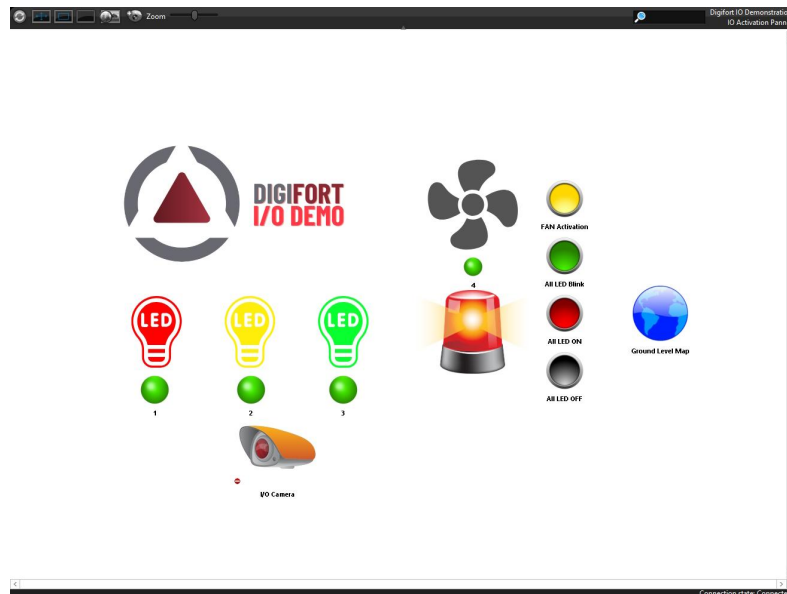 Zoom
Digifort IO Demonstratio
IO Activation Pann
DIGIFORT
I/O DEMO
FAN Activation
4
All LED Blink
LED
LED
LED
All LED ON
Ground Level Map
All LED OFF
1
2
3
I/O Camera
Connection state: Connecte